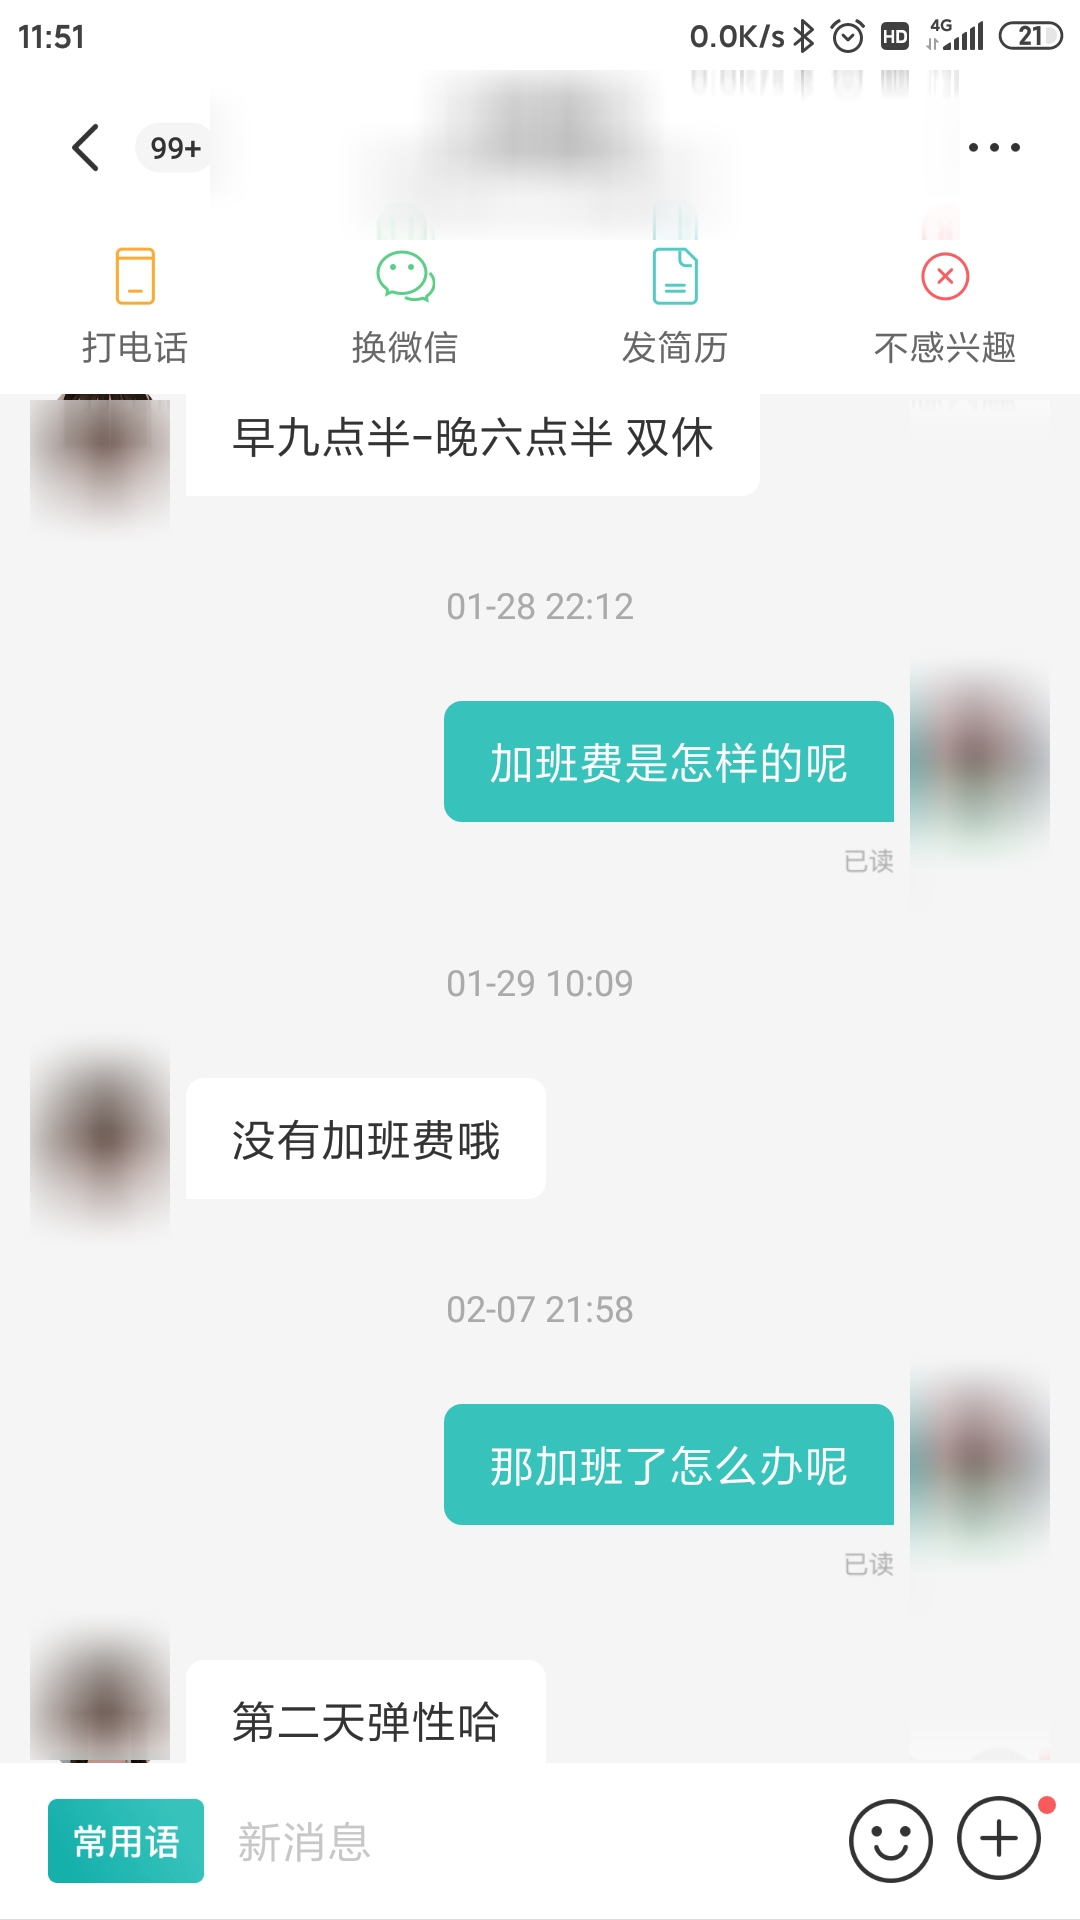 11:51 0.0K/s HD 4G 21
99+
打电话 换微信 发简历 不感兴趣
早九点半-晚六点半 双休
01-28 22:12
加班费是怎样的呢
已读
01-29 10:09
没有加班费哦
02-07 21:58
那加班了怎么办呢
已读
第二天弹性哈
常用语 新消息